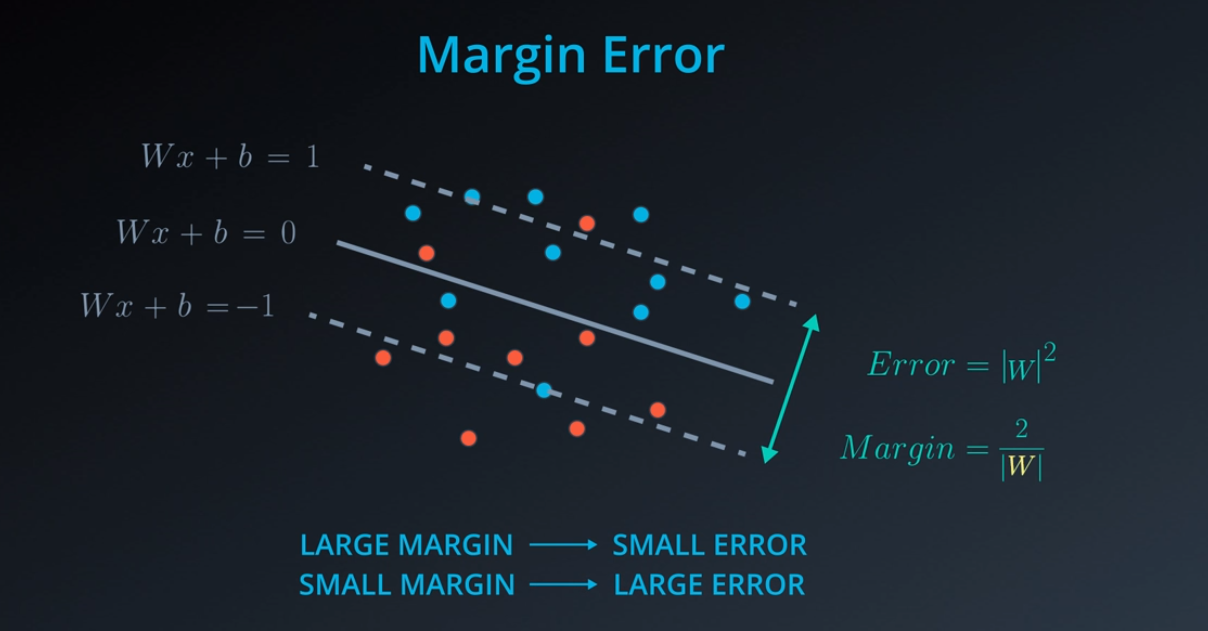 Margin Error
Wx + b = 1
Wx + b = 0
Wx + b =−1
Error = |W|²
Margin = 2/|W|
LARGE MARGIN ⟶ SMALL ERROR
SMALL MARGIN ⟶ LARGE ERROR